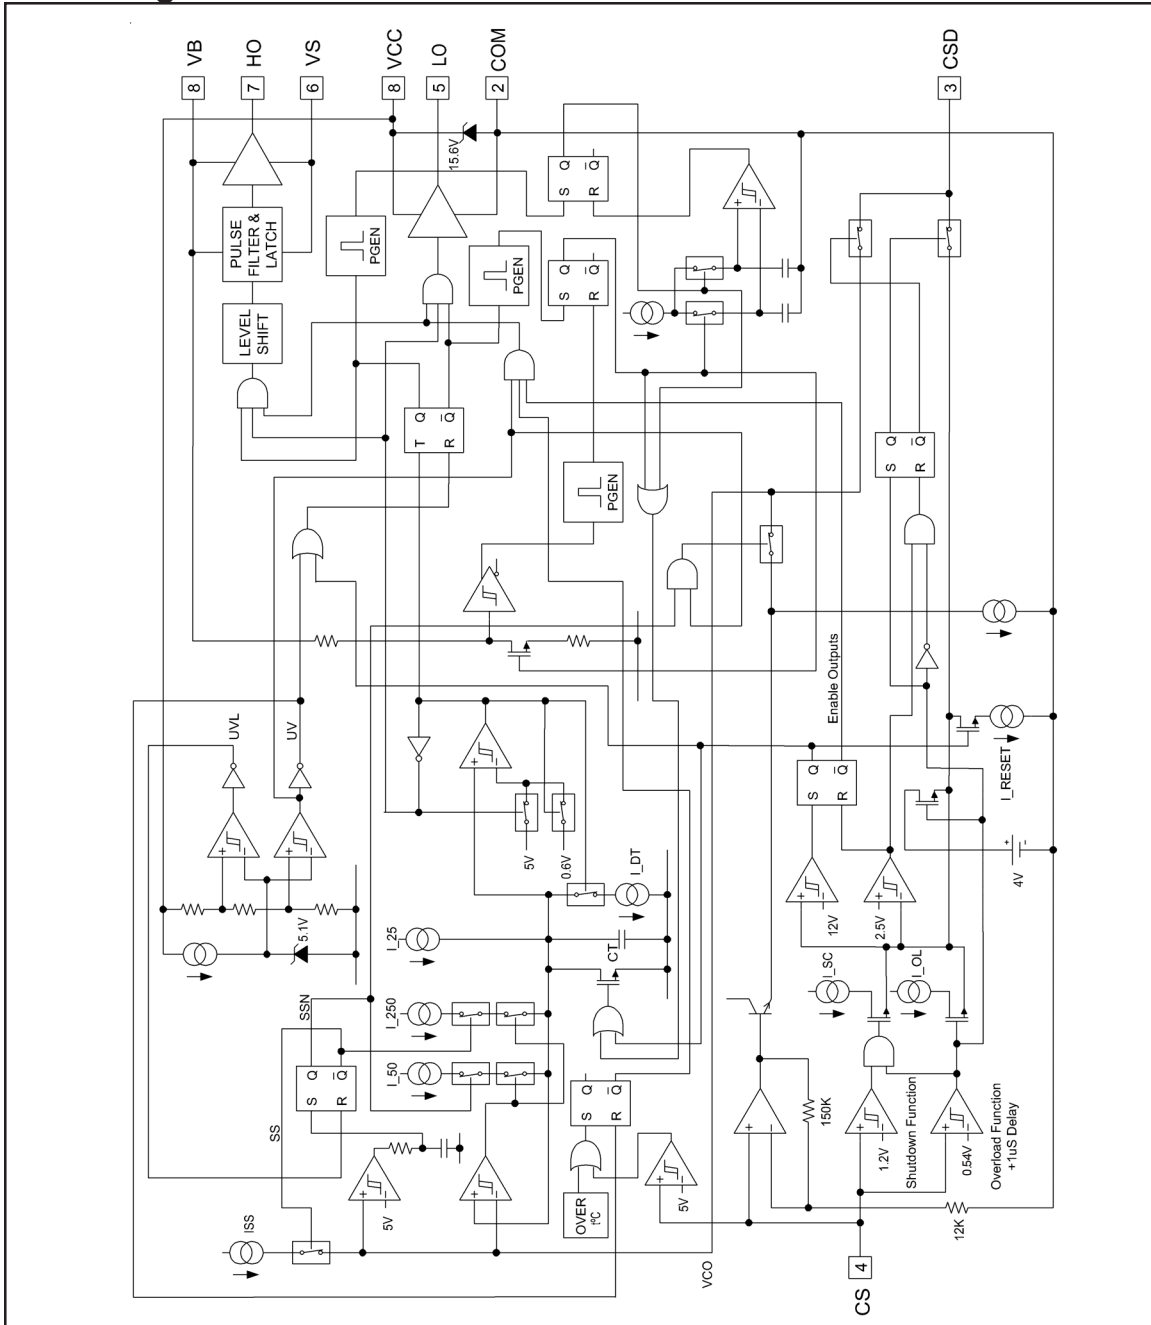 VB
HO
VS
VCC
LO
COM
CSD
8
7
6
8
5
2
3
15.6V
PULSE
FILTER &
LATCH
PGEN
S Q
R Q
LEVEL
SHIFT
PGEN
S Q
R Q
T Q
R Q
S Q
R Q
PGEN
Enable Outputs
UVL
UV
5.1V
5V
0.6V
I_DT
S Q
R Q
I_RESET
4V
12V
2.5V
I_25
CT
I_SC
I_OL
SSN
I_250
I_50
S Q
R Q
S Q
R Q
SS
150K
1.2V
Shutdown Function
0.54V
Overload Function
+1uS Delay
5V
OVER
tºC
5V
12K
ISS
VCO
4
CS